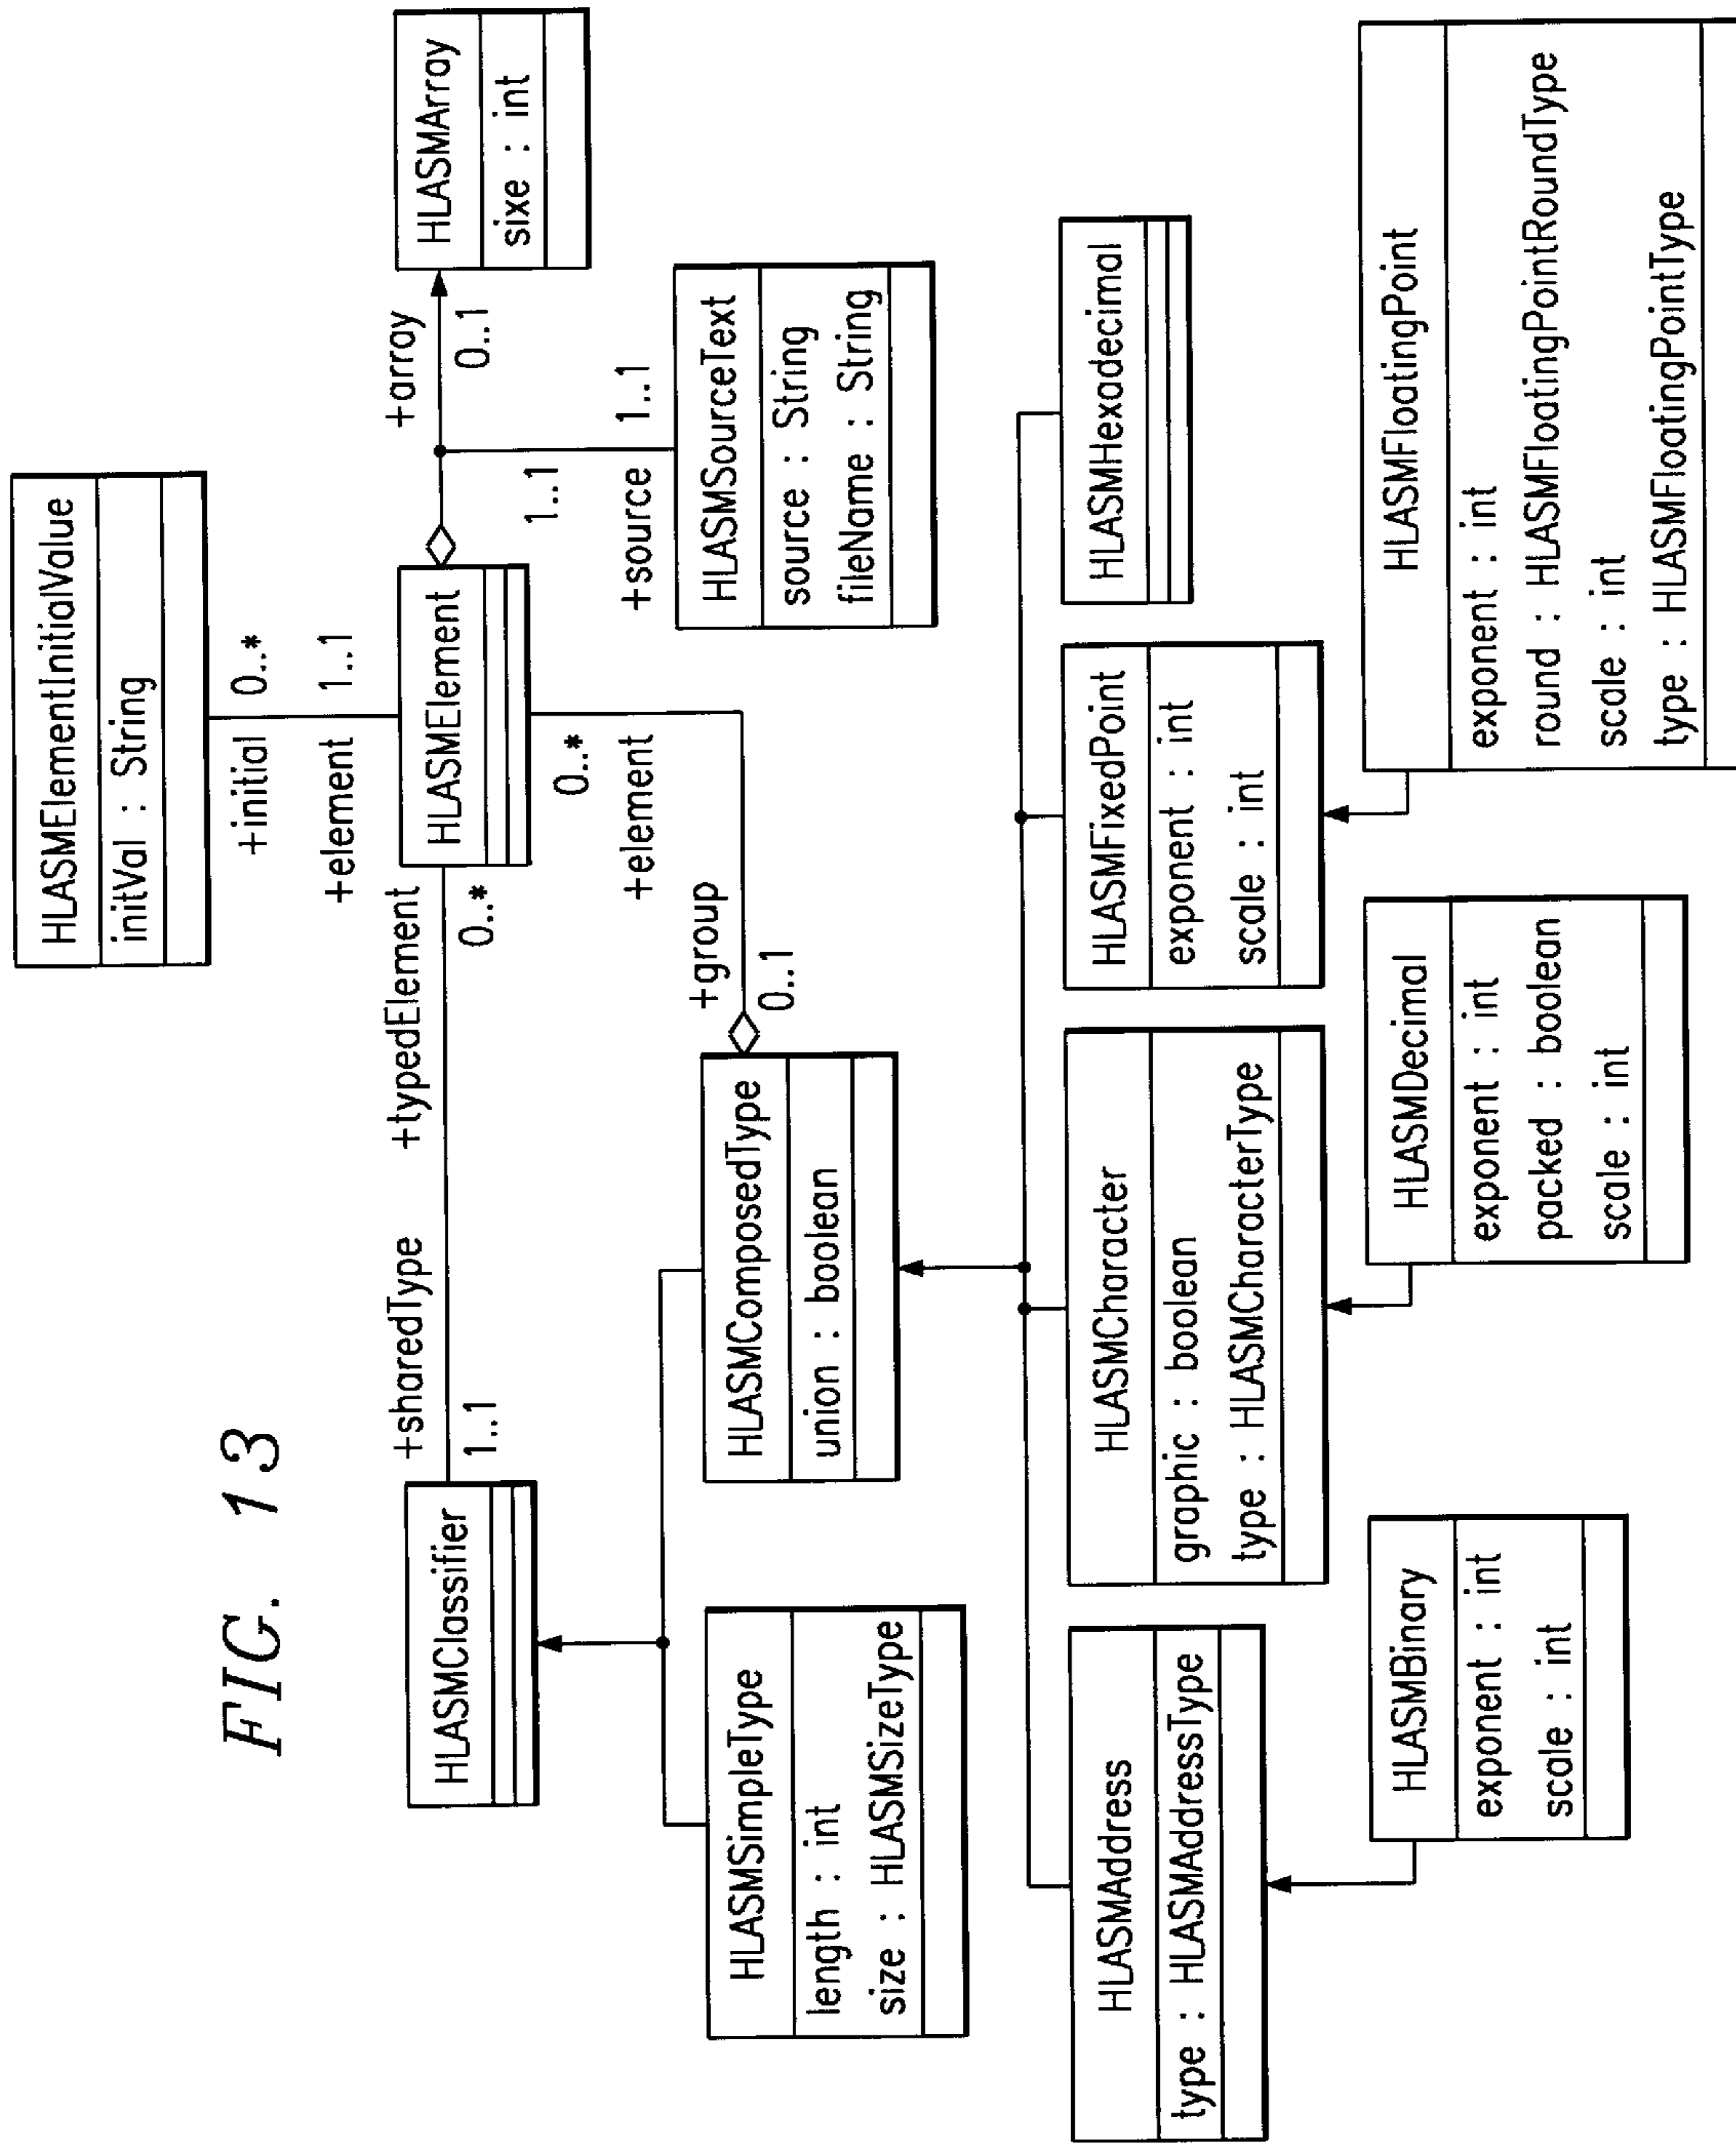 FIG. 13
HLASMElementInitialValue
initVal : String
+initial 0..*
+element 1..1
HLASMClassifier
+sharedType
1..1
+typedElement
0..*
HLASMElement
+array
0..1
HLASMArray
sixe : int
1..1
+source
1..1
HLASMSourceText
source : String
fileName : String
0..*
+element
+group
0..1
HLASMSimpleType
length : int
size : HLASMSizeType
HLASMComposedType
union : boolean
HLASMAddress
type : HLASMAddressType
HLASMCharacter
graphic : boolean
type : HLASMCharacterType
HLASMFixedPoint
exponent : int
scale : int
HLASMHexadecimal
HLASMBinary
exponent : int
scale : int
HLASMDecimal
exponent : int
packed : boolean
scale : int
HLASMFloatingPoint
exponent : int
round : HLASMFloatingPointRoundType
scale : int
type : HLASMFloatingPointType